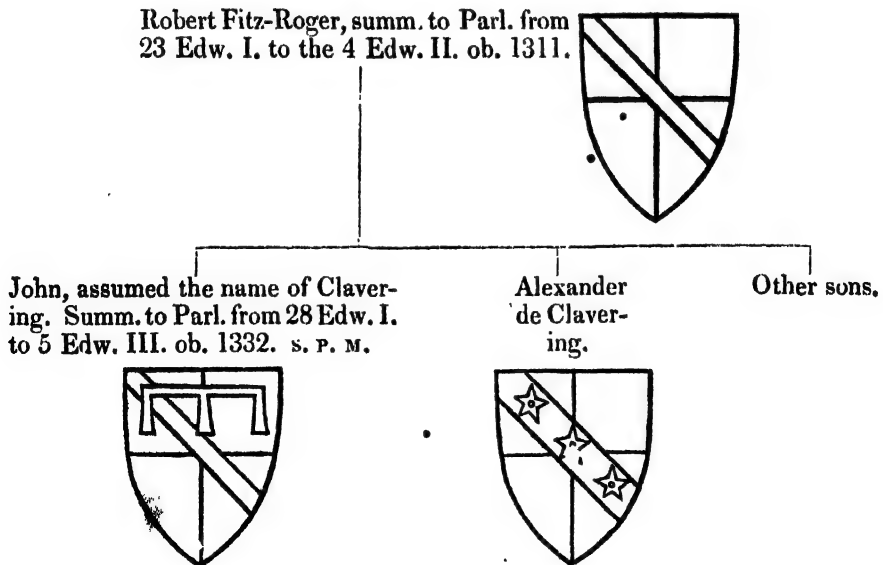 Robert Fitz-Roger, summ. to Parl. from
23 Edw. I. to the 4 Edw. II. ob. 1311.
John, assumed the name of Claver-
ing. Summ. to Parl. from 28 Edw. I.
to 5 Edw. III. ob. 1332. S. P. M.
Alexander
de Claver-
ing.
Other sons.